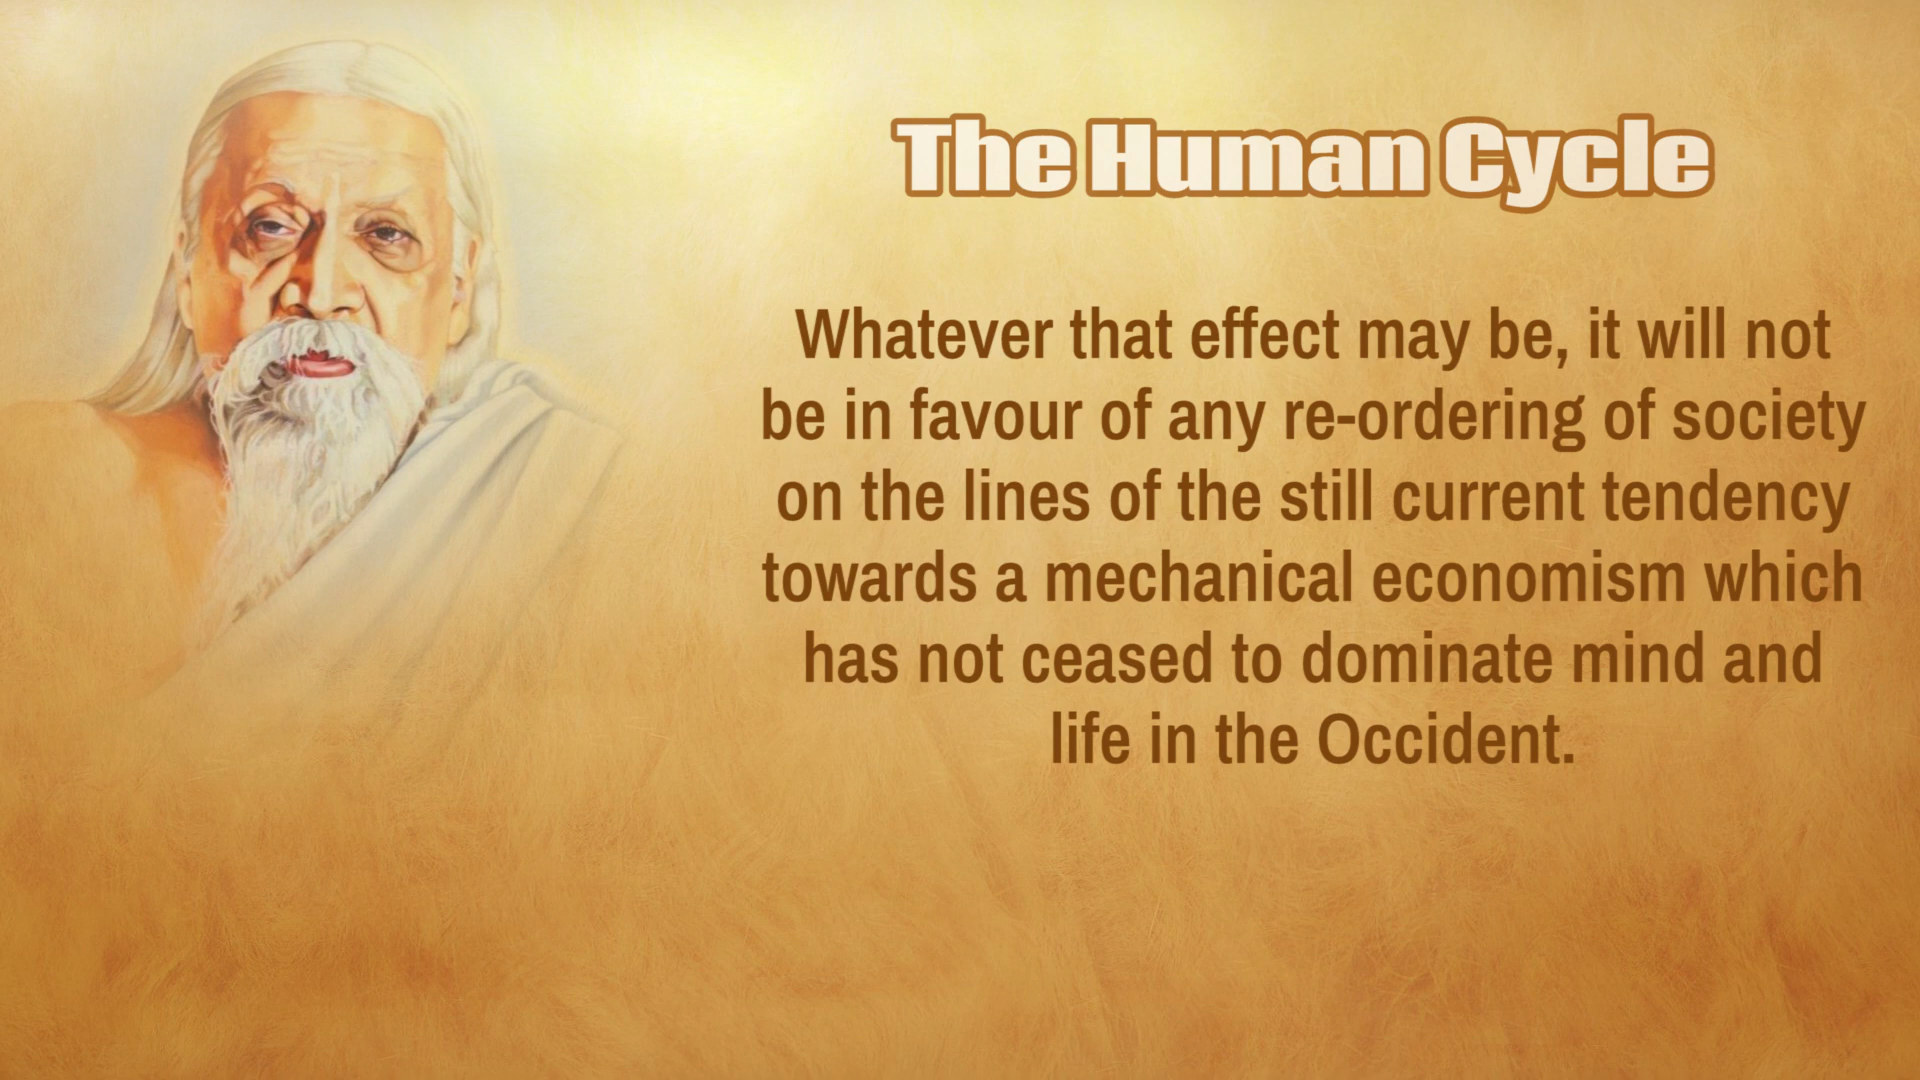 The Human Cycle
Whatever that effect may be, it will not
be in favour of any re-ordering of society
on the lines of the still current tendency
towards a mechanical economism which
has not ceased to dominate mind and
life in the Occident.